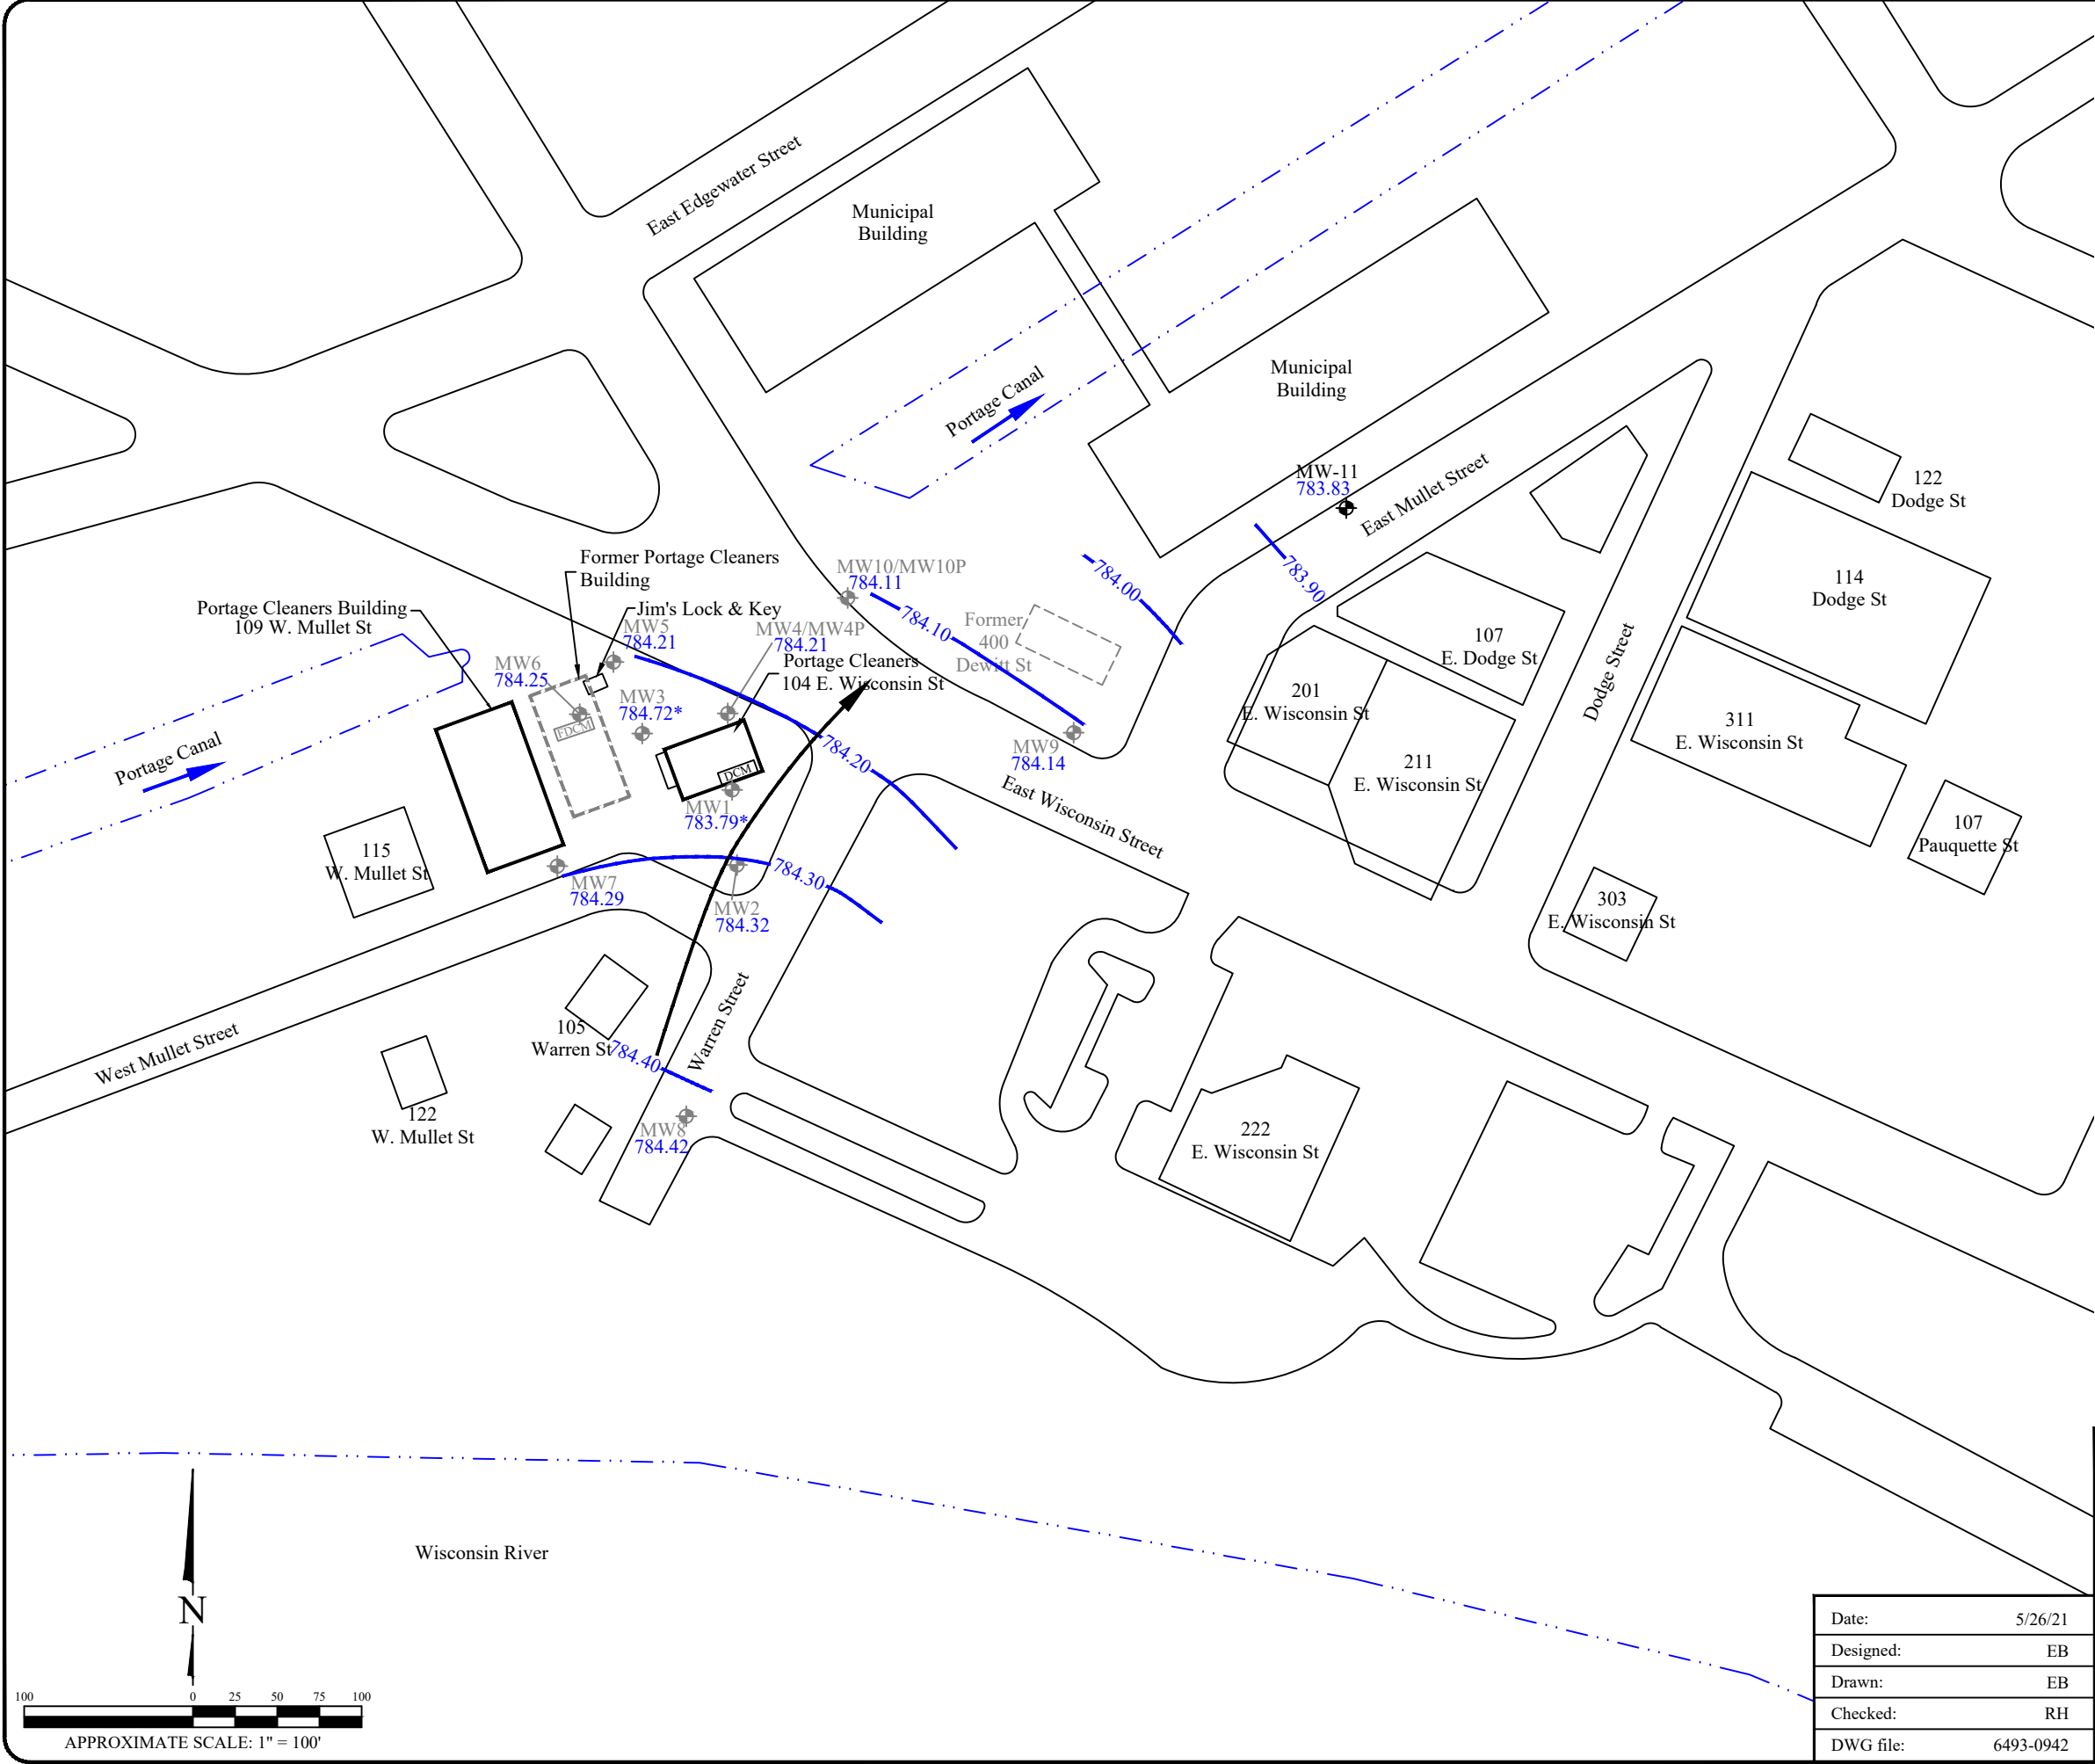 East Edgewater Street
Municipal
Building
Municipal
Building
Portage Canal
MW-11
783.83
East Mullet Street
122
Dodge St
114
Dodge St
Former Portage Cleaners
Building
Jim's Lock & Key
Portage Cleaners Building
109 W. Mullet St
MW10/MW10P
784.11
784.10
784.00
783.90
Former
400
Dewitt St
MW5
784.21
MW4/MW4P
784.21
Portage Cleaners
104 E. Wisconsin St
MW6
784.25
FDCM
MW3
784.72*
DCM
MW1
783.79*
784.20
MW9
784.14
107
E. Dodge St
201
E. Wisconsin St
211
E. Wisconsin St
Dodge Street
311
E. Wisconsin St
107
Pauquette St
303
E. Wisconsin St
East Wisconsin Street
Portage Canal
115
W. Mullet St
MW7
784.29
784.30
MW2
784.32
West Mullet Street
105
Warren St
784.40
Warren Street
MW8
784.42
122
W. Mullet St
222
E. Wisconsin St
Wisconsin River
N
100 0 25 50 75 100
APPROXIMATE SCALE: 1" = 100'
Date: 5/26/21
Designed: EB
Drawn: EB
Checked: RH
DWG file: 6493-0942